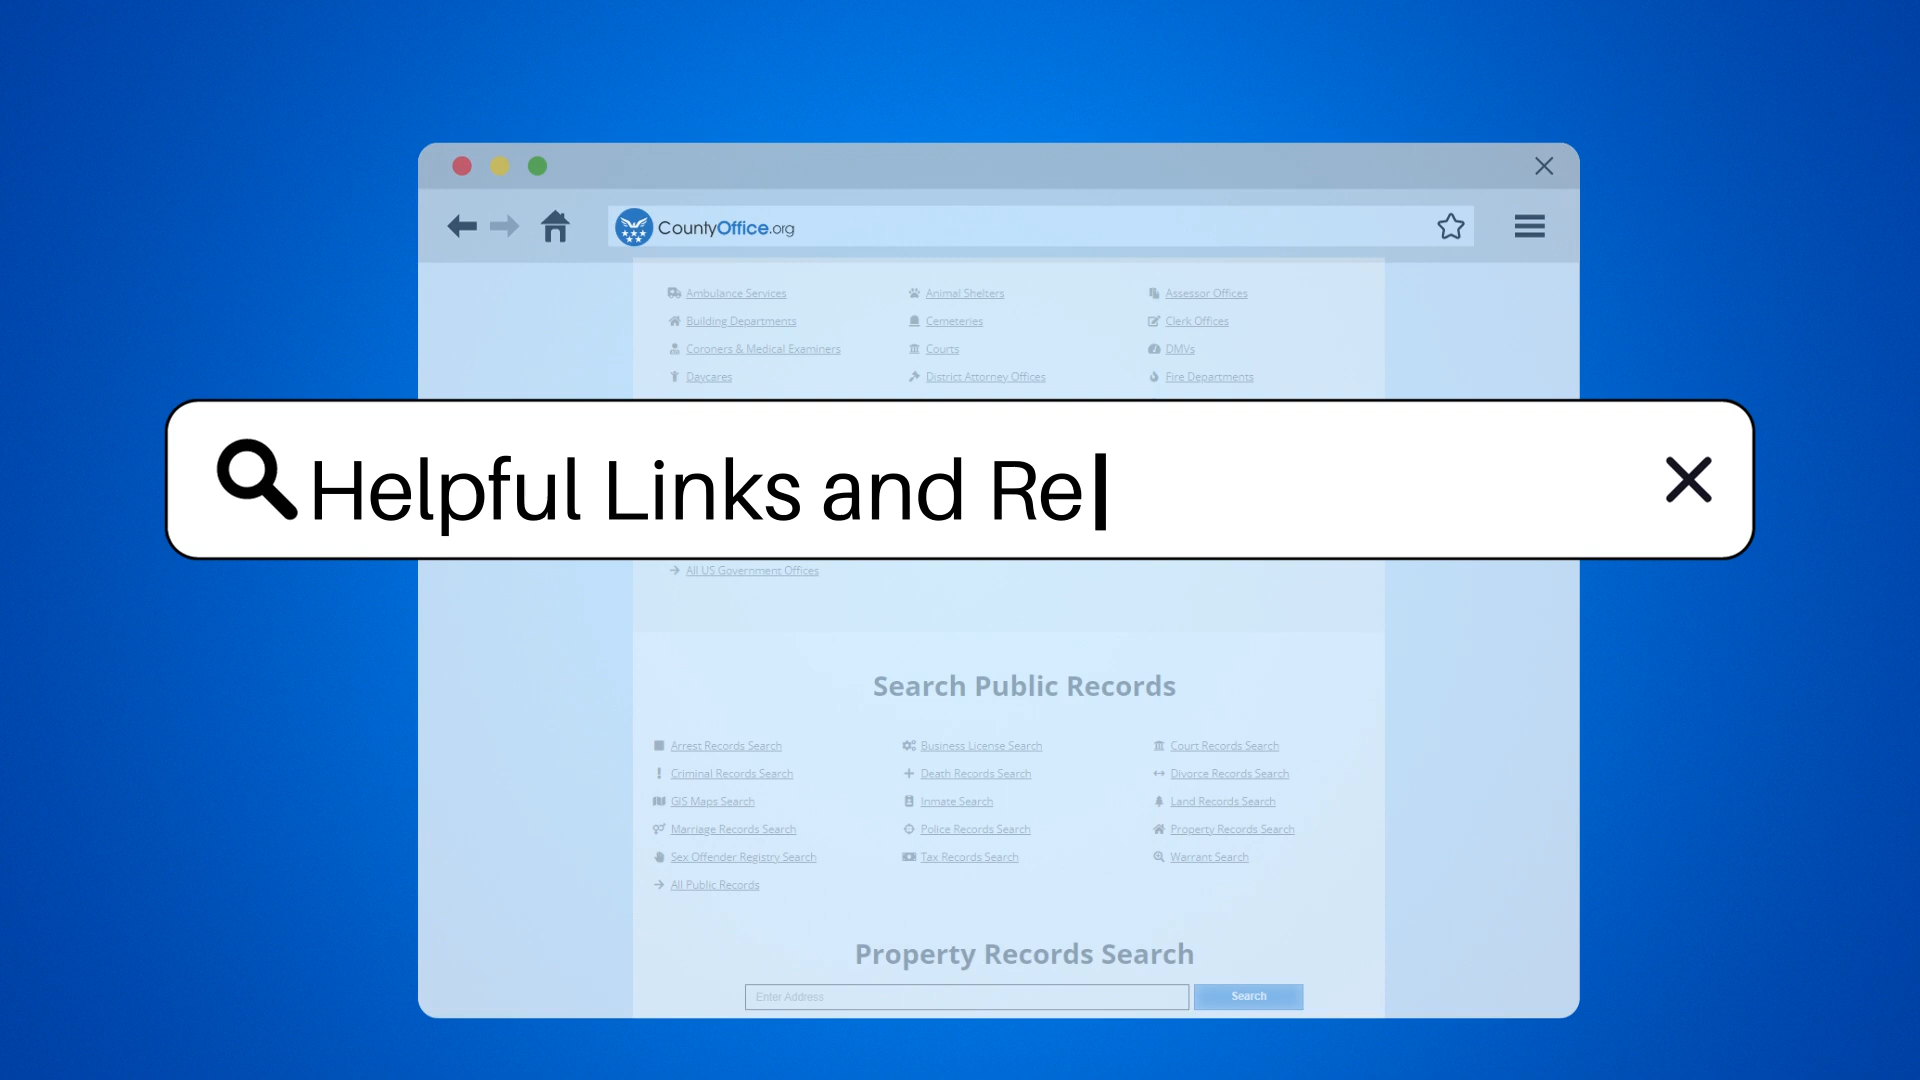 CountyOffice.org
Ambulance Services Animal Shelters Assessor Offices
Building Departments Cemeteries Clerk Offices
Coroners & Medical Examiners Courts DMVs
Daycares District Attorney Offices Fire Departments
Helpful Links and Re
All US Government Offices
Search Public Records
Arrest Records Search Business License Search Court Records Search
Criminal Records Search Death Records Search Divorce Records Search
GIS Maps Search Inmate Search Land Records Search
Marriage Records Search Police Records Search Property Records Search
Sex Offender Registry Search Tax Records Search Warrant Search
All Public Records
Property Records Search
Enter Address Search